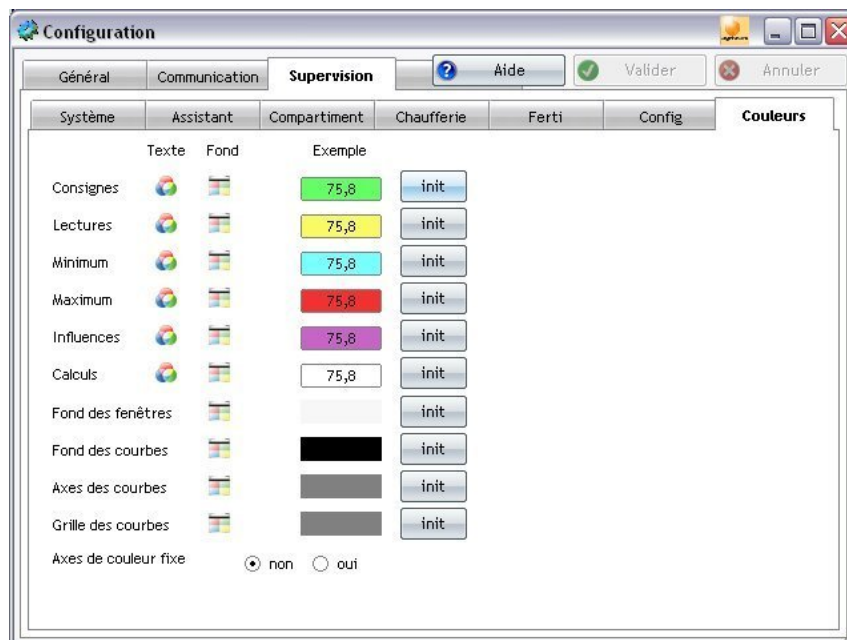 Configuration
Général Communication Supervision Aide Valider Annuler
Système Assistant Compartiment Chaufferie Ferti Config Couleurs
Texte Fond Exemple
Consignes 75,8 init
Lectures 75,8 init
Minimum 75,8 init
Maximum 75,8 init
Influences 75,8 init
Calculs 75,8 init
Fond des fenêtres init
Fond des courbes init
Axes des courbes init
Grille des courbes init
Axes de couleur fixe non oui